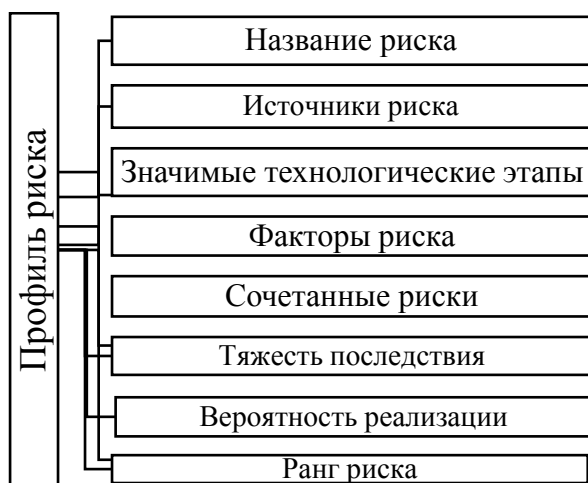 Профиль риска
Название риска
Источники риска
Значимые технологические этапы
Факторы риска
Сочетанные риски
Тяжесть последствия
Вероятность реализации
Ранг риска